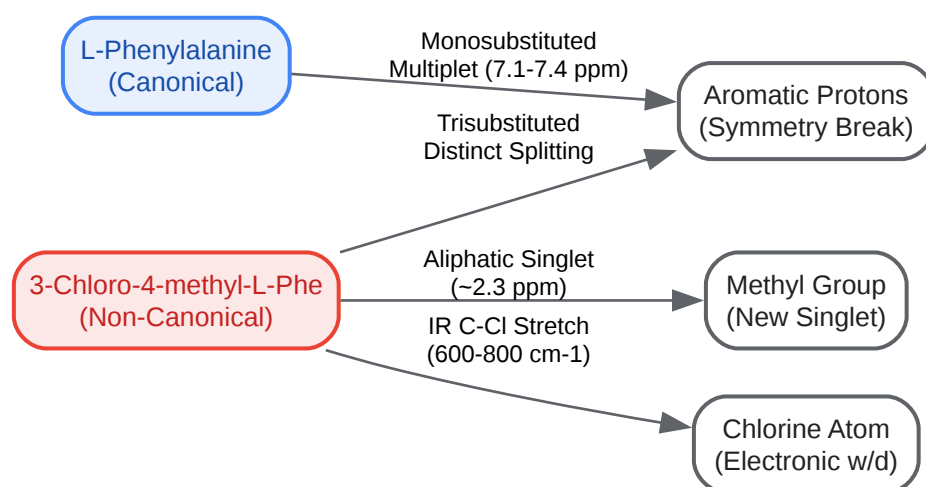 L-Phenylalanine
(Canonical)
Monosubstituted
Multiplet (7.1-7.4 ppm)
Aromatic Protons
(Symmetry Break)
Trisubstituted
Distinct Splitting
3-Chloro-4-methyl-L-Phe
(Non-Canonical)
Aliphatic Singlet
(~2.3 ppm)
Methyl Group
(New Singlet)
IR C-Cl Stretch
(600-800 cm-1)
Chlorine Atom
(Electronic w/d)